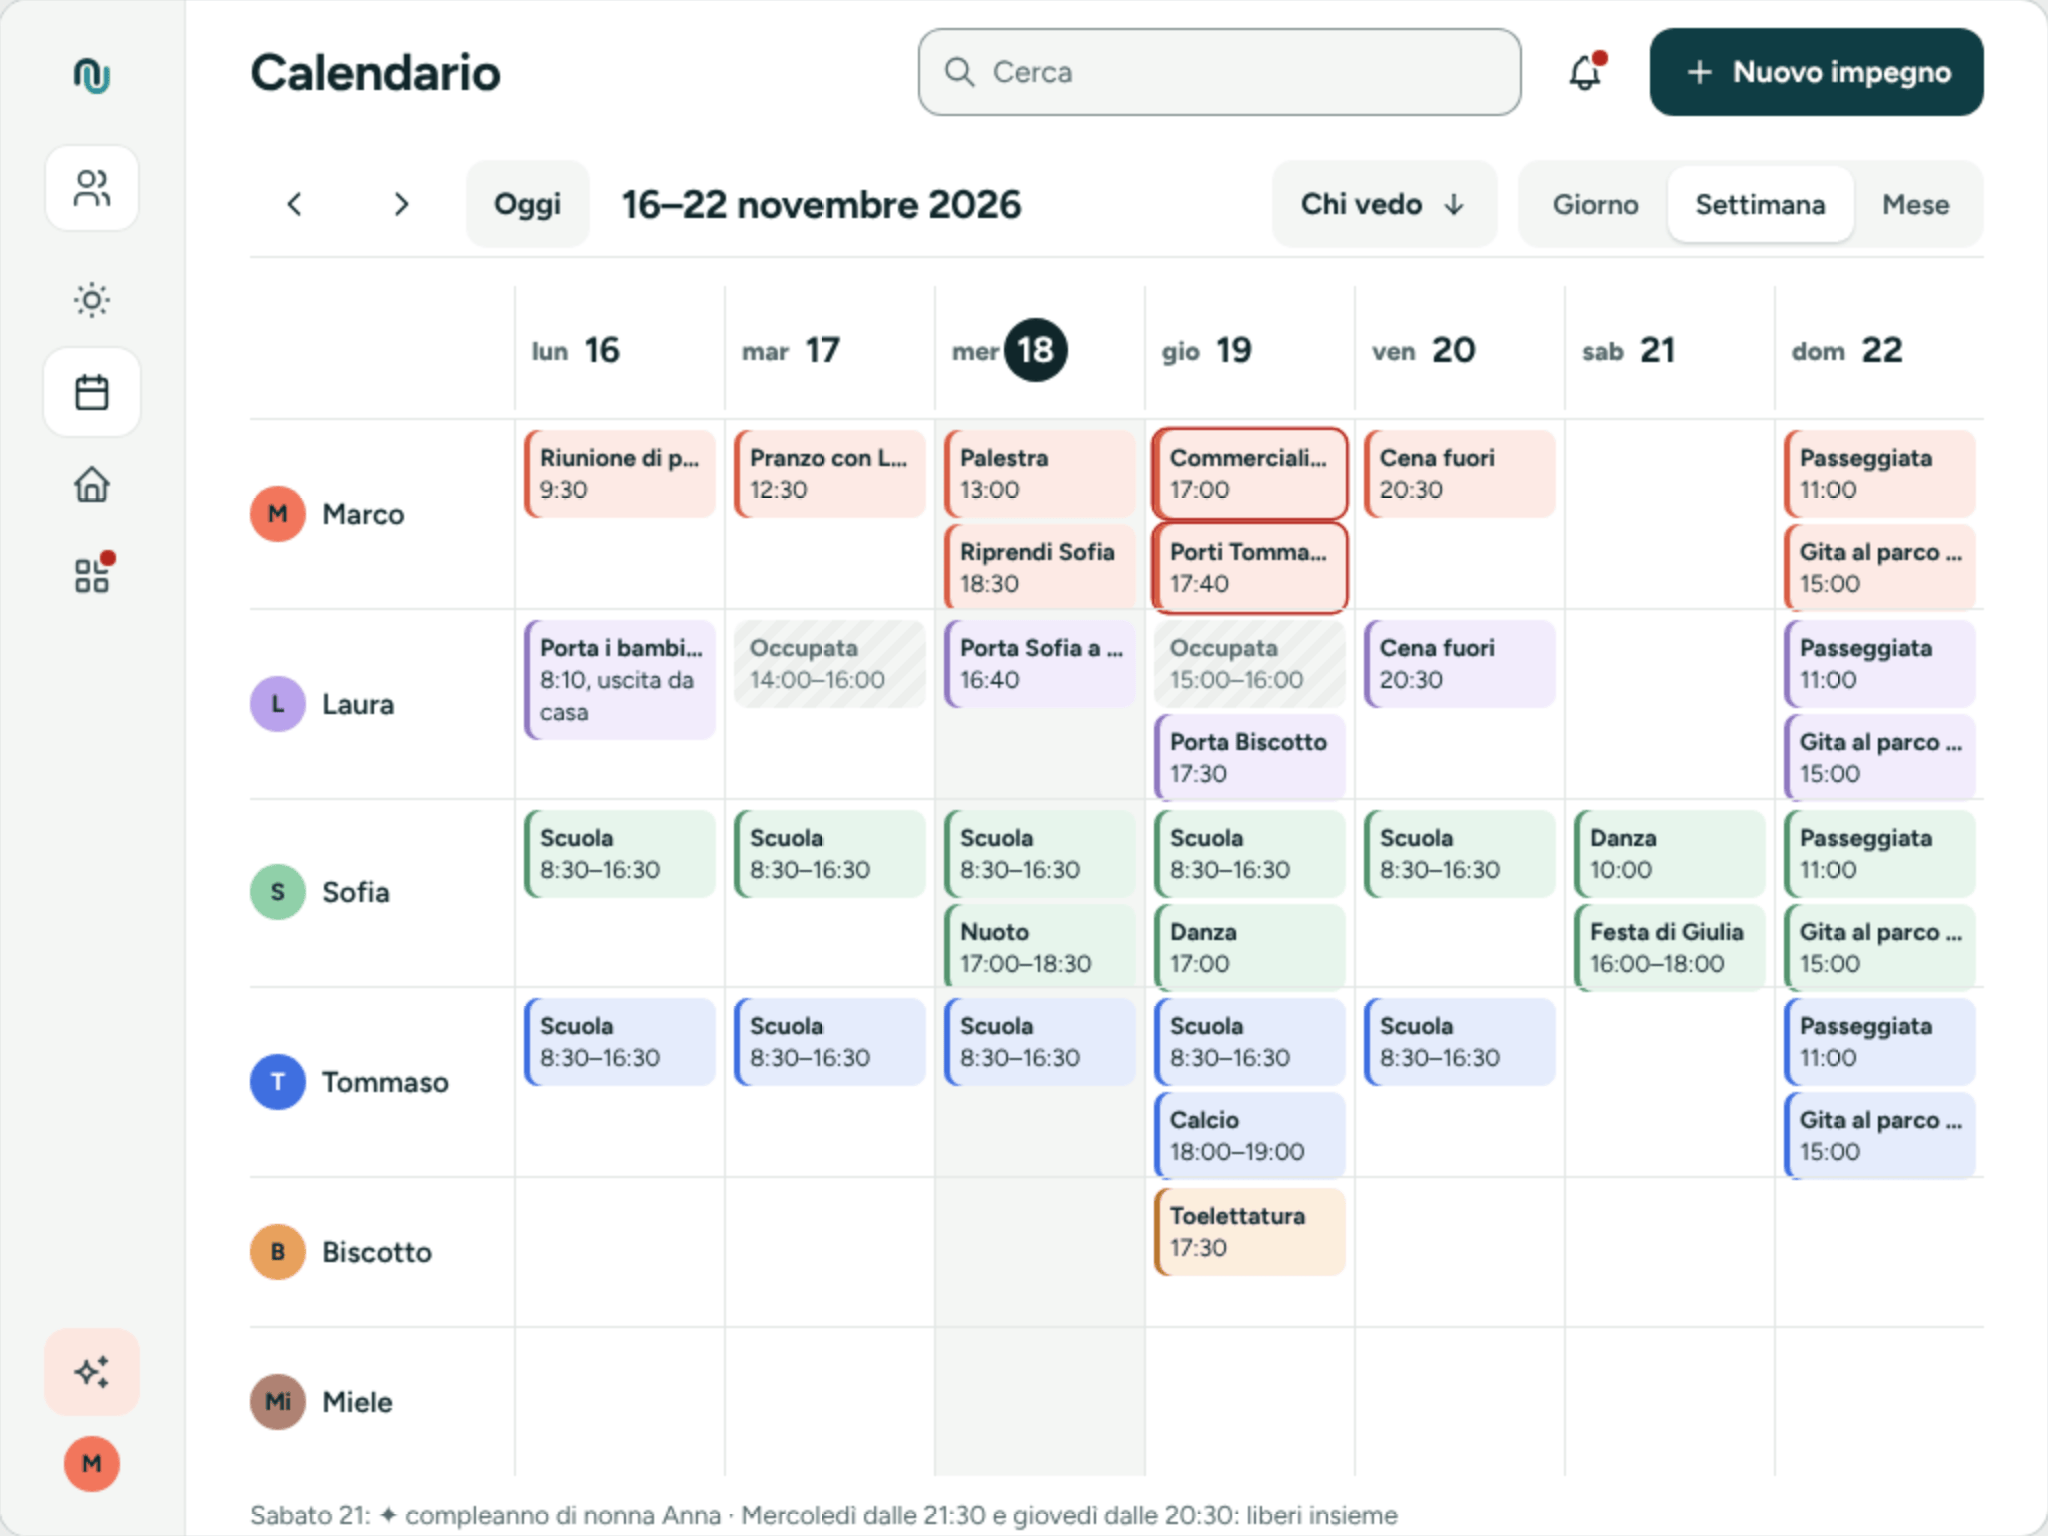 Calendario
Cerca
Nuovo impegno
Oggi
16–22 novembre 2026
Chi vedo
Giorno
Settimana
Mese
lun 16
mar 17
mer 18
gio 19
ven 20
sab 21
dom 22
M
Marco
Riunione di p...
9:30
Pranzo con L...
12:30
Palestra
13:00
Riprendi Sofia
18:30
Commerciali...
17:00
Porti Tomma...
17:40
Cena fuori
20:30
Passeggiata
11:00
Gita al parco ...
15:00
L
Laura
Porta i bambi...
8:10, uscita da
casa
Occupata
14:00–16:00
Porta Sofia a ...
16:40
Occupata
15:00–16:00
Porta Biscotto
17:30
Cena fuori
20:30
Passeggiata
11:00
Gita al parco ...
15:00
S
Sofia
Scuola
8:30–16:30
Scuola
8:30–16:30
Scuola
8:30–16:30
Nuoto
17:00–18:30
Scuola
8:30–16:30
Danza
17:00
Scuola
8:30–16:30
Danza
10:00
Festa di Giulia
16:00–18:00
Passeggiata
11:00
Gita al parco ...
15:00
T
Tommaso
Scuola
8:30–16:30
Scuola
8:30–16:30
Scuola
8:30–16:30
Scuola
8:30–16:30
Calcio
18:00–19:00
Scuola
8:30–16:30
Passeggiata
11:00
Gita al parco ...
15:00
B
Biscotto
Toelettatura
17:30
Mi
Miele
M
Sabato 21: ✦ compleanno di nonna Anna · Mercoledì dalle 21:30 e giovedì dalle 20:30: liberi insieme